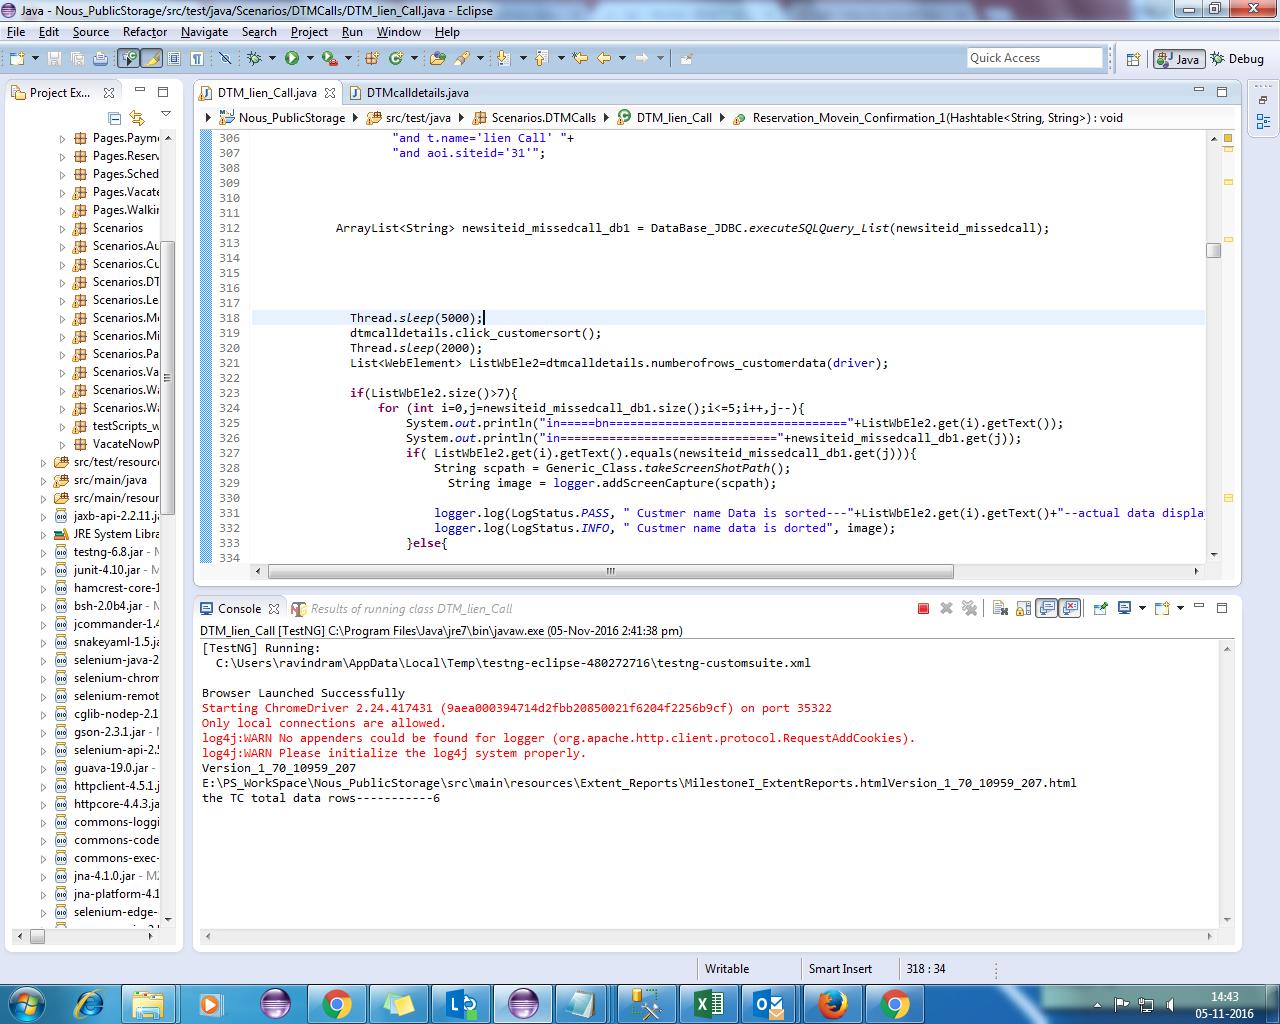 Java - Nous_PublicStorage/src/test/java/Scenarios/DTMCalls/DTM_lien_Call.java - Eclipse
File Edit Source Refactor Navigate Search Project Run Window Help
Quick Access
Java
Debug
Project Ex...
Pages.Payme
Pages.Reserv
Pages.Sched
Pages.Vacate
Pages.Walkin
Scenarios
Scenarios.Au
Scenarios.Cu
Scenarios.DT
Scenarios.Le
Scenarios.Mo
Scenarios.Mi
Scenarios.Pa
Scenarios.Va
Scenarios.Wa
Scenarios.Wa
testScripts_w
VacateNowP
src/test/resource
src/main/java
src/main/resour
jaxb-api-2.2.11.ja
JRE System Libra
testng-6.8.jar - M
junit-4.10.jar - M2
hamcrest-core-1
bsh-2.0b4.jar -
jcommander-1.4
snakeyaml-1.5.ja
selenium-java-2
selenium-chrom
selenium-remot
cglib-nodep-2.1
gson-2.3.1.jar -
selenium-api-2.5
guava-19.0.jar -
httpclient-4.5.1.j
httpcore-4.4.3.ja
commons-loggi
commons-code
commons-exec-
jna-4.1.0.jar - M2
jna-platform-4.1
selenium-edge-
DTM_lien_Call.java
DTMcalldetails.java
Nous_PublicStorage
src/test/java
Scenarios.DTMCalls
DTM_lien_Call
Reservation_Movein_Confirmation_1(Hashtable<String, String>) : void
306 "and t.name='lien Call' "+
307 "and aoi.siteid='31'";
308
309
310
311
312 ArrayList<String> newsiteid_missedcall_db1 = DataBase_JDBC.executeSQLQuery_List(newsiteid_missedcall);
313
314
315
316
317
318 Thread.sleep(5000);
319 dtmcalldetails.click_customersort();
320 Thread.sleep(2000);
321 List<WebElement> ListWbEle2=dtmcalldetails.numberofrows_customerdata(driver);
322
323 if(ListWbEle2.size()>7){
324 for (int i=0,j=newsiteid_missedcall_db1.size();i<=5;i++,j--){
325 System.out.println("in=====bn=================================="+ListWbEle2.get(i).getText());
326 System.out.println("in==============================="+newsiteid_missedcall_db1.get(j));
327 if( ListWbEle2.get(i).getText().equals(newsiteid_missedcall_db1.get(j))){
328 String scpath = Generic_Class.takeScreenShotPath();
329 String image = logger.addScreenCapture(scpath);
330
331 logger.log(LogStatus.PASS, " Custmer name Data is sorted---"+ListWbEle2.get(i).getText()+"--actual data displa
332 logger.log(LogStatus.INFO, " Custmer name data is dorted", image);
333 }else{
334
Console
Results of running class DTM_lien_Call
DTM_lien_Call [TestNG] C:\Program Files\Java\jre7\bin\javaw.exe (05-Nov-2016 2:41:38 pm)
[TestNG] Running:
C:\Users\ravindram\AppData\Local\Temp\testng-eclipse-480272716\testng-customsuite.xml
Browser Launched Successfully
Starting ChromeDriver 2.24.417431 (9aea000394714d2fbb20850021f6204f2256b9cf) on port 35322
Only local connections are allowed.
log4j:WARN No appenders could be found for logger (org.apache.http.client.protocol.RequestAddCookies).
log4j:WARN Please initialize the log4j system properly.
Version_1_70_10959_207
E:\PS_WorkSpace\Nous_PublicStorage\src\main\resources\Extent_Reports\MilestoneI_ExtentReports.htmlVersion_1_70_10959_207.html
the TC total data rows-----------6
Writable
Smart Insert
318 : 34
14:43
05-11-2016